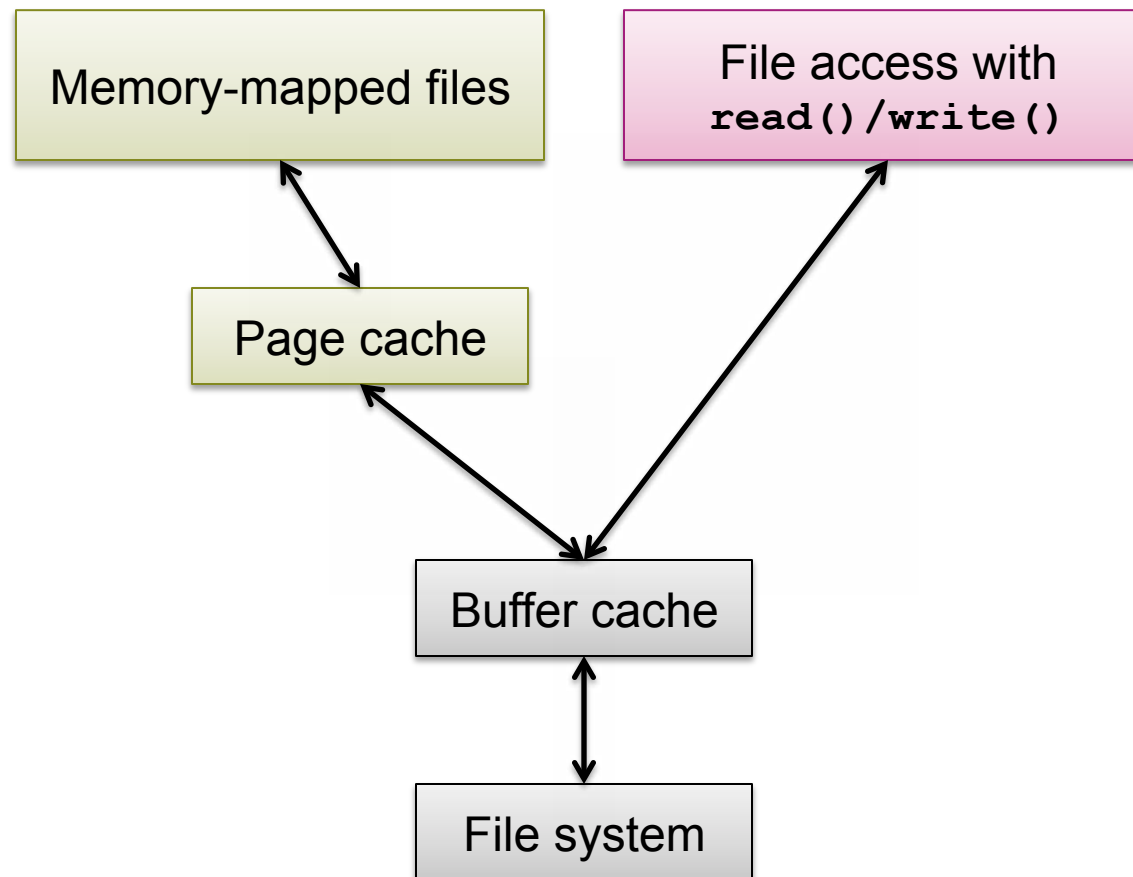 Memory-mapped files
File access with
read()/write()
Page cache
Buffer cache
File system